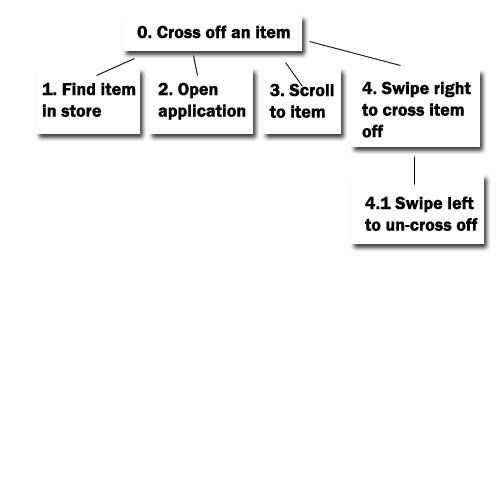 0. Cross off an item
1. Find item
in store
2. Open
application
3. Scroll
to item
4. Swipe right
to cross item
off
4.1 Swipe left
to un-cross off